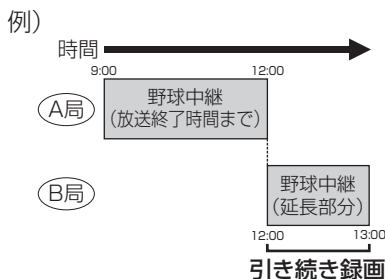 例）
時間
9:00 12:00
A局
野球中継
（放送終了時間まで）
B局
野球中継
（延長部分）
12:00 13:00
引き続き録画